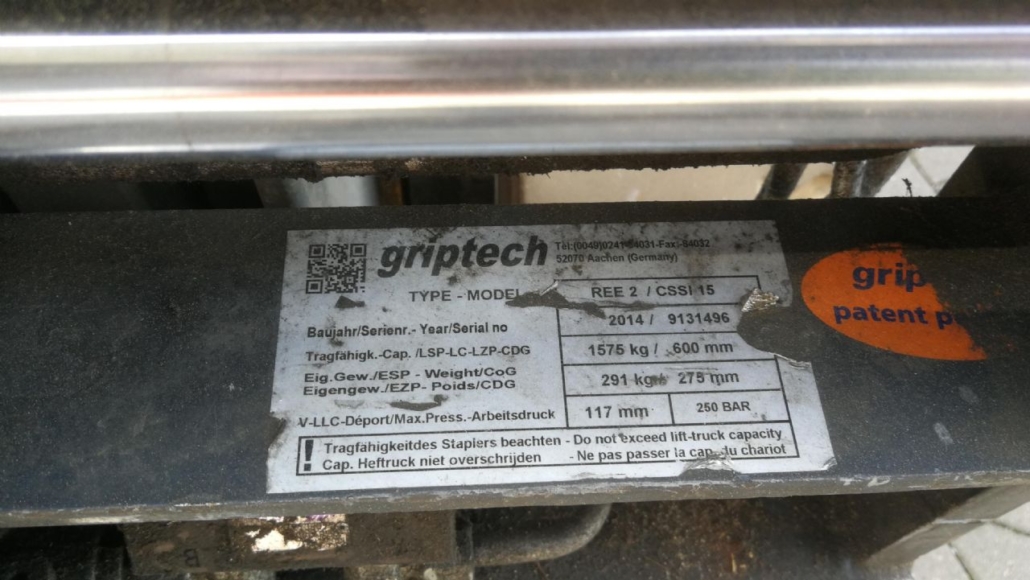 griptech
Tel:(0049)0241-54031-Fax:-54032
52070 Aachen (Germany)
TYPE - MODEL
REE 2 / CSSI 15
Baujahr/Serienr.- Year/Serial no
2014 / 9131496
Tragfähigk.-Cap. /LSP-LC-LZP-CDG
1575 kg / 600 mm
Eig.Gew./ESP - Weight/CoG
Eigengew./EZP- Poids/CDG
291 kg / 275 mm
V-LLC-Déport/Max.Press.-Arbeitsdruck
117 mm
250 BAR
! Tragfähigkeitdes Staplers beachten - Do not exceed lift-truck capacity
Cap. Heftruck niet overschrijden - Ne pas passer la cap. du chariot
grip
patent p